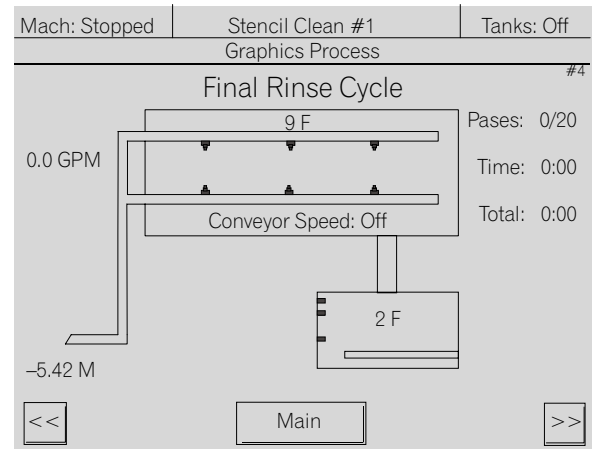 Mach: Stopped Stencil Clean #1 Tanks: Off
Graphics Process
#4
Final Rinse Cycle
9 F
Pases: 0/20
0.0 GPM
Time: 0:00
Total: 0:00
Conveyor Speed: Off
2 F
–5.42 M
<< Main >>